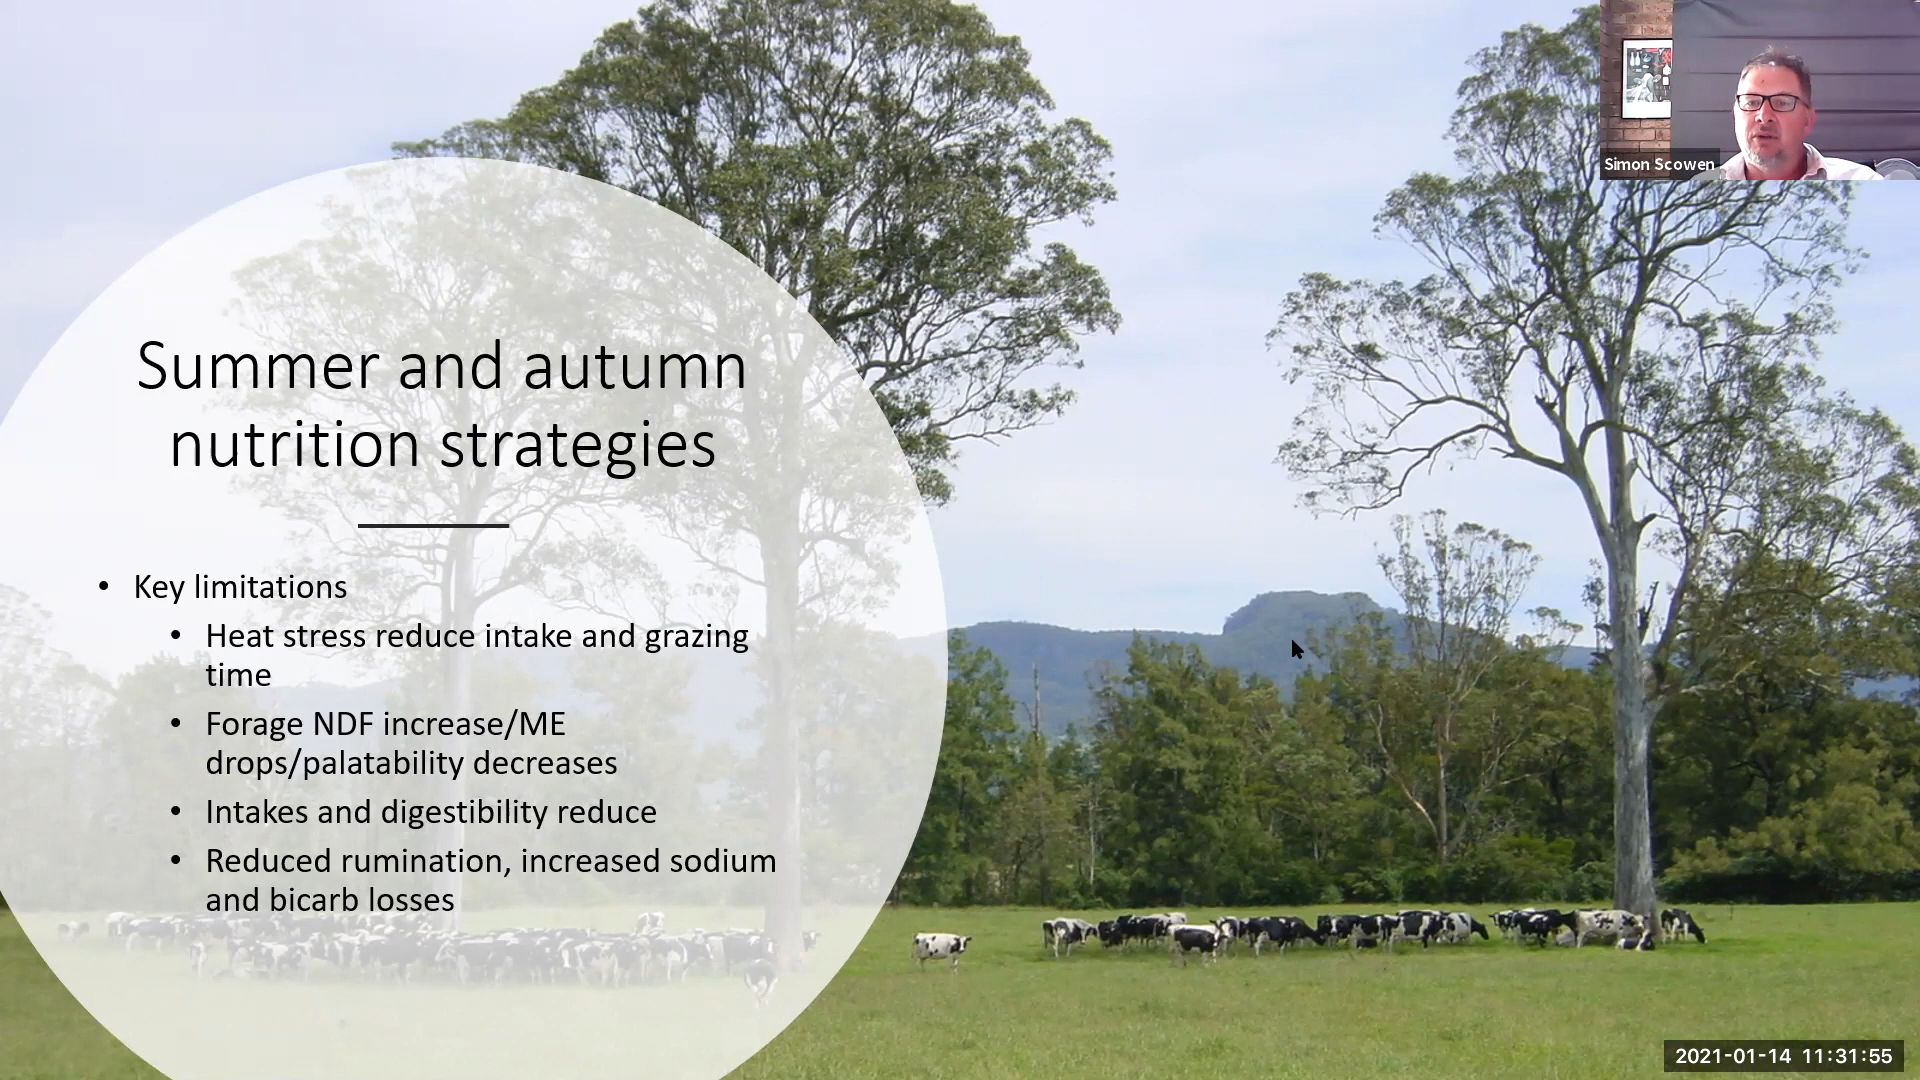 Simon Scowen
Summer and autumn
nutrition strategies
• Key limitations
• Heat stress reduce intake and grazing
time
• Forage NDF increase/ME
drops/palatability decreases
• Intakes and digestibility reduce
• Reduced rumination, increased sodium
and bicarb losses
2021-01-14 11:31:55